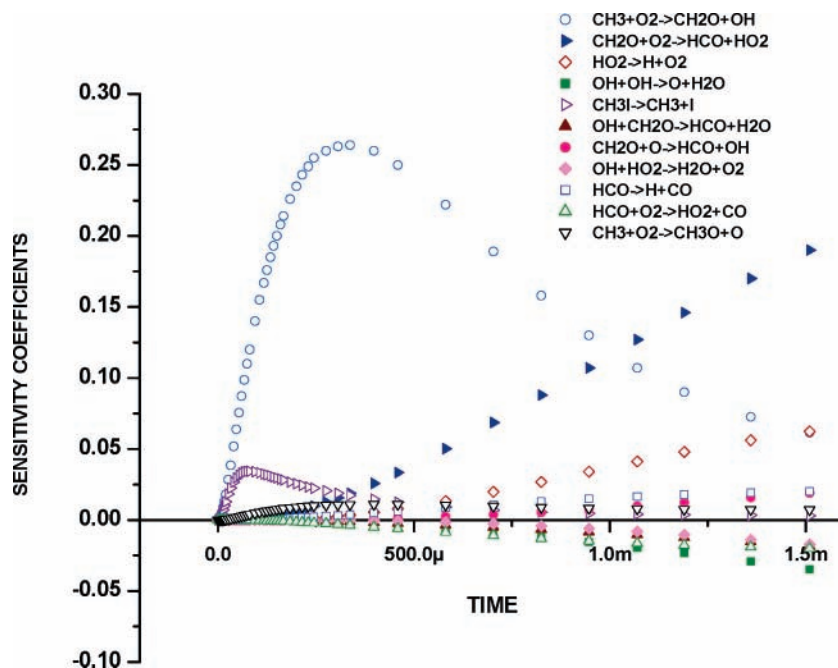 CH3+O2->CH2O+OH
CH2O+O2->HCO+HO2
HO2->H+O2
OH+OH->O+H2O
CH3I->CH3+I
OH+CH2O->HCO+H2O
CH2O+O->HCO+OH
OH+HO2->H2O+O2
HCO->H+CO
HCO+O2->HO2+CO
CH3+O2->CH3O+O
SENSITIVITY COEFFICIENTS
0.30
0.25
0.20
0.15
0.10
0.05
0.00
-0.05
-0.10
0.0
500.0µ
1.0m
1.5m
TIME